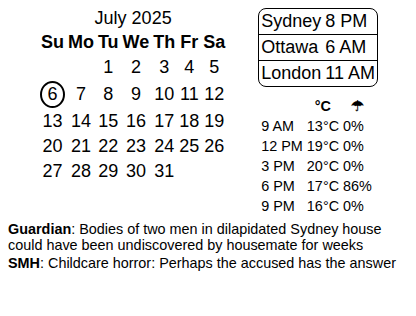 July 2025
Su Mo Tu We Th Fr Sa
1 2 3 4 5
6 7 8 9 10 11 12
13 14 15 16 17 18 19
20 21 22 23 24 25 26
27 28 29 30 31
Sydney 8 PM
Ottawa 6 AM
London 11 AM
°C ☂
9 AM 13°C 0%
12 PM 19°C 0%
3 PM 20°C 0%
6 PM 17°C 86%
9 PM 16°C 0%
Guardian: Bodies of two men in dilapidated Sydney house
could have been undiscovered by housemate for weeks
SMH: Childcare horror: Perhaps the accused has the answer